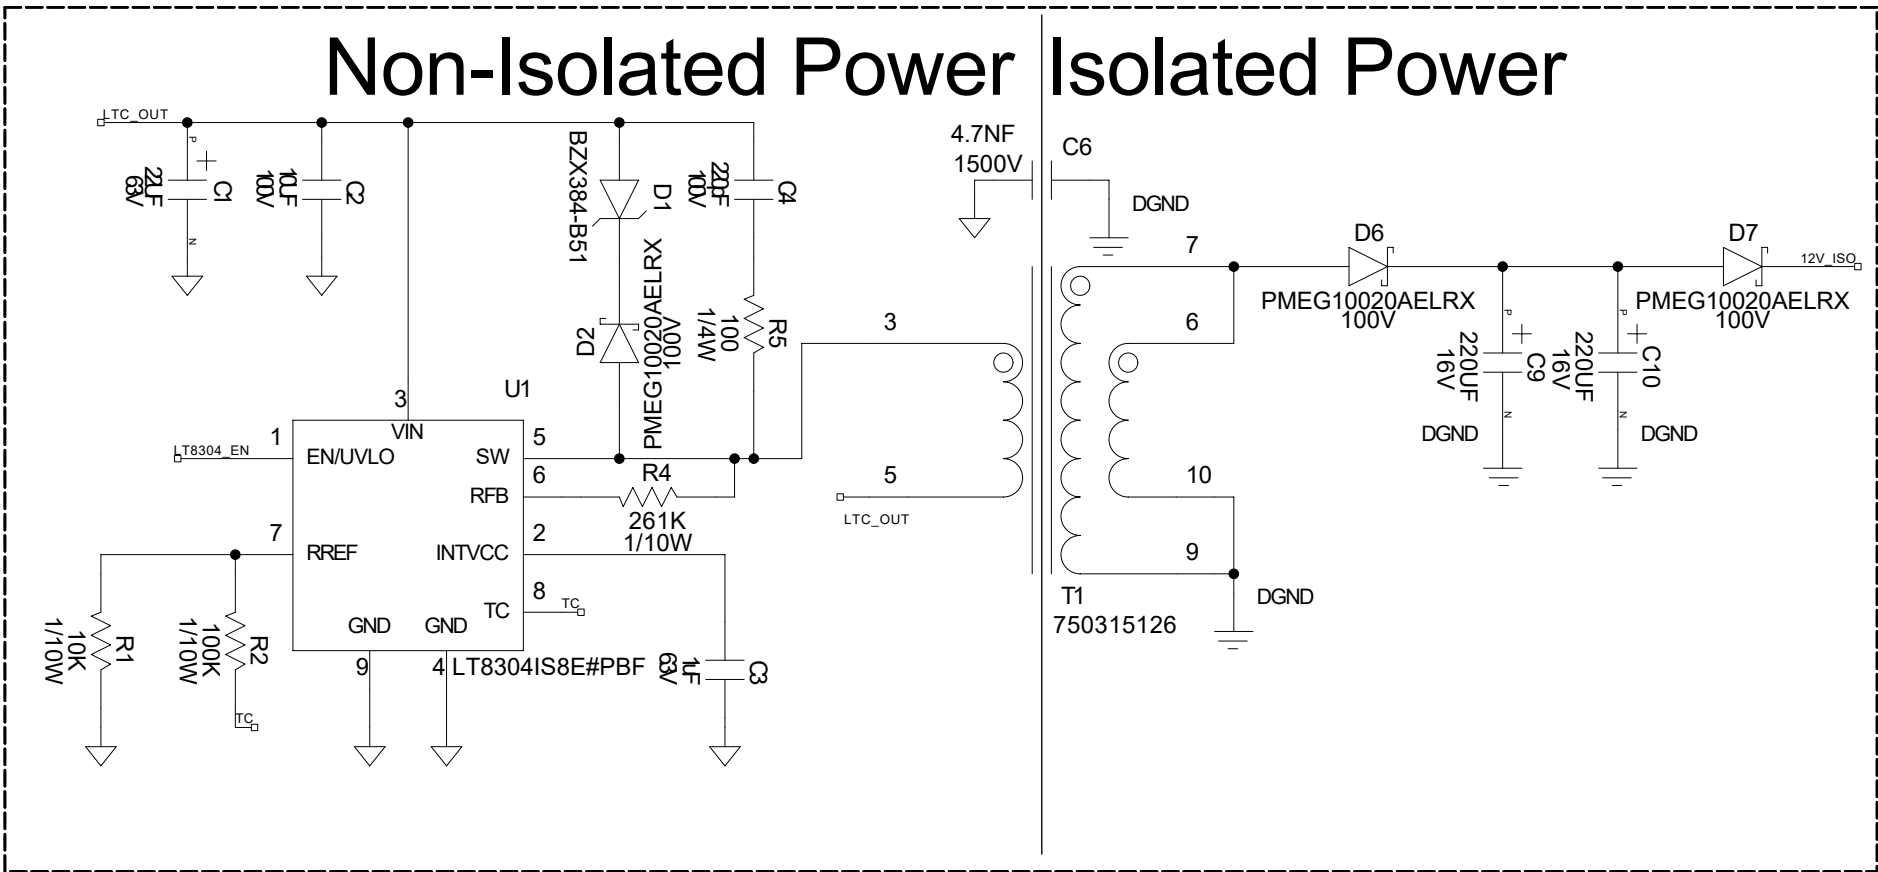 Non-Isolated Power Isolated Power
LTC_OUT
P
N
C1
22UF
63V
C2
10UF
100V
BZX384-B51
D1
C4
220pF
100V
D2
PMEG10020AELRX
100V
R5
100
1/4W
4.7NF
1500V
C6
DGND
7
D6
PMEG10020AELRX
100V
D7
PMEG10020AELRX
100V
12V_ISO
3
6
P
N
C9
220UF
16V
DGND
P
N
C10
220UF
16V
DGND
U1
3
VIN
1
LT8304_EN
EN/UVLO
SW
5
RFB
6
R4
261K
1/10W
5
LTC_OUT
10
7
RREF
INTVCC
2
9
TC
8
TC
GND
GND
9
4
LT8304IS8E#PBF
R1
10K
1/10W
R2
100K
1/10W
TC
C3
1UF
T1
750315126
DGND